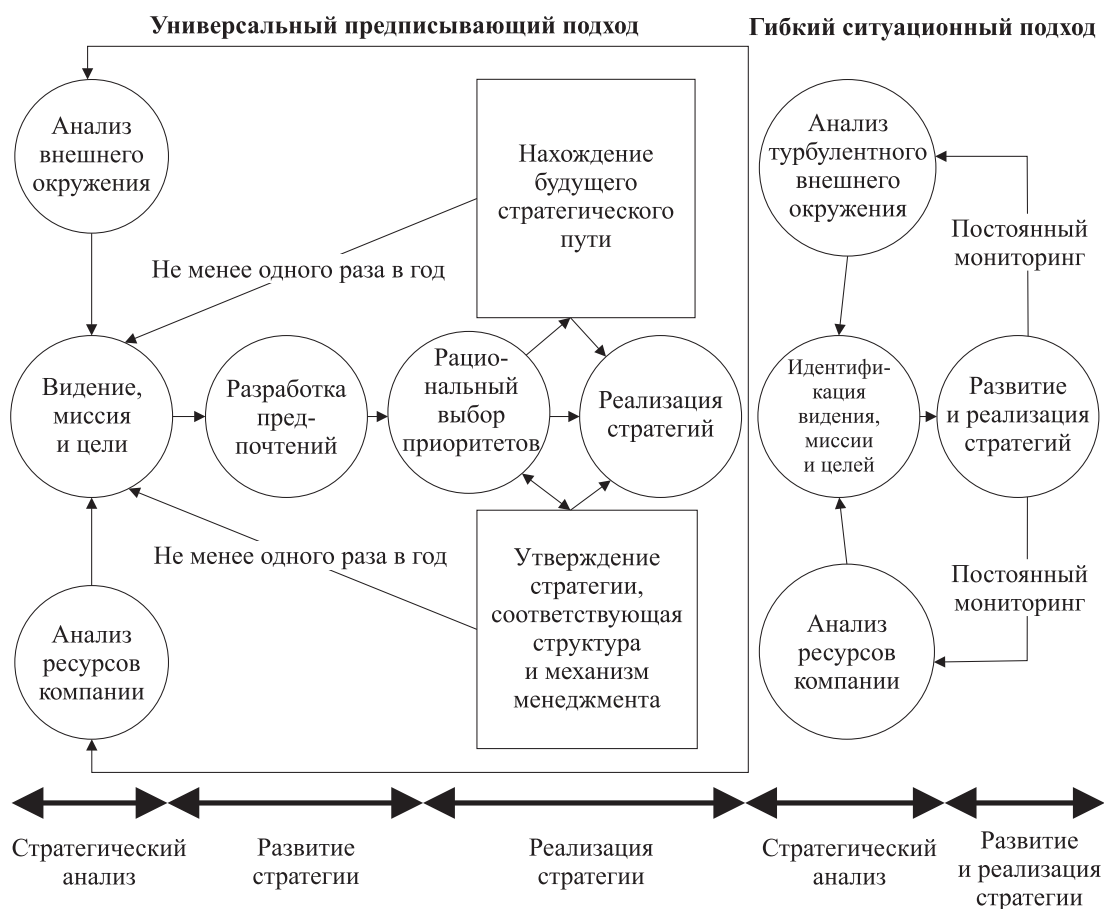 Универсальный предписывающий подход
Гибкий ситуационный подход
Анализ
внешнего
окружения
Нахождение
будущего
стратегического
пути
Анализ
турбулентного
внешнего
окружения
Постоянный
мониторинг
Не менее одного раза в год
Видение,
миссия
и цели
Разработка
пред-
почтений
Рацио-
нальный
выбор
приоритетов
Реализация
стратегий
Идентифи-
кация
видения,
миссии
и целей
Развитие
и реализация
стратегий
Не менее одного раза в год
Утверждение
стратегии,
соответствующая
структура
и механизм
менеджмента
Постоянный
мониторинг
Анализ
ресурсов
компании
Анализ
ресурсов
компании
Стратегический
анализ
Развитие
стратегии
Реализация
стратегии
Стратегический
анализ
Развитие
и реализация
стратегии